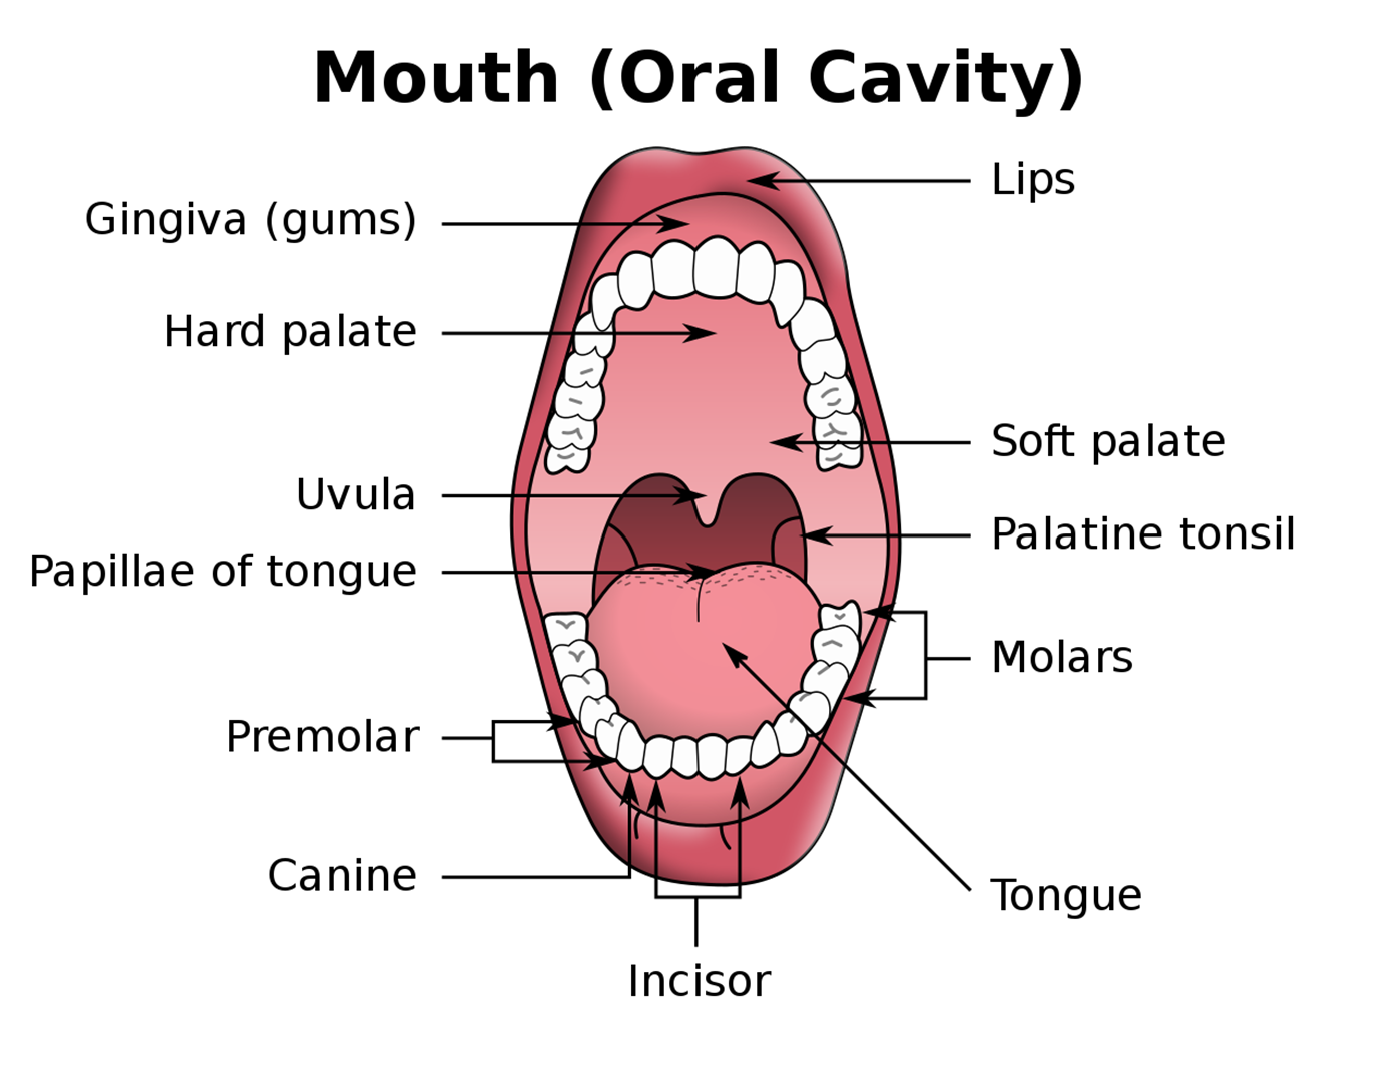 Mouth (Oral Cavity)
Lips
Gingiva (gums)
Hard palate
Soft palate
Uvula
Palatine tonsil
Papillae of tongue
Molars
Premolar
Canine
Tongue
Incisor